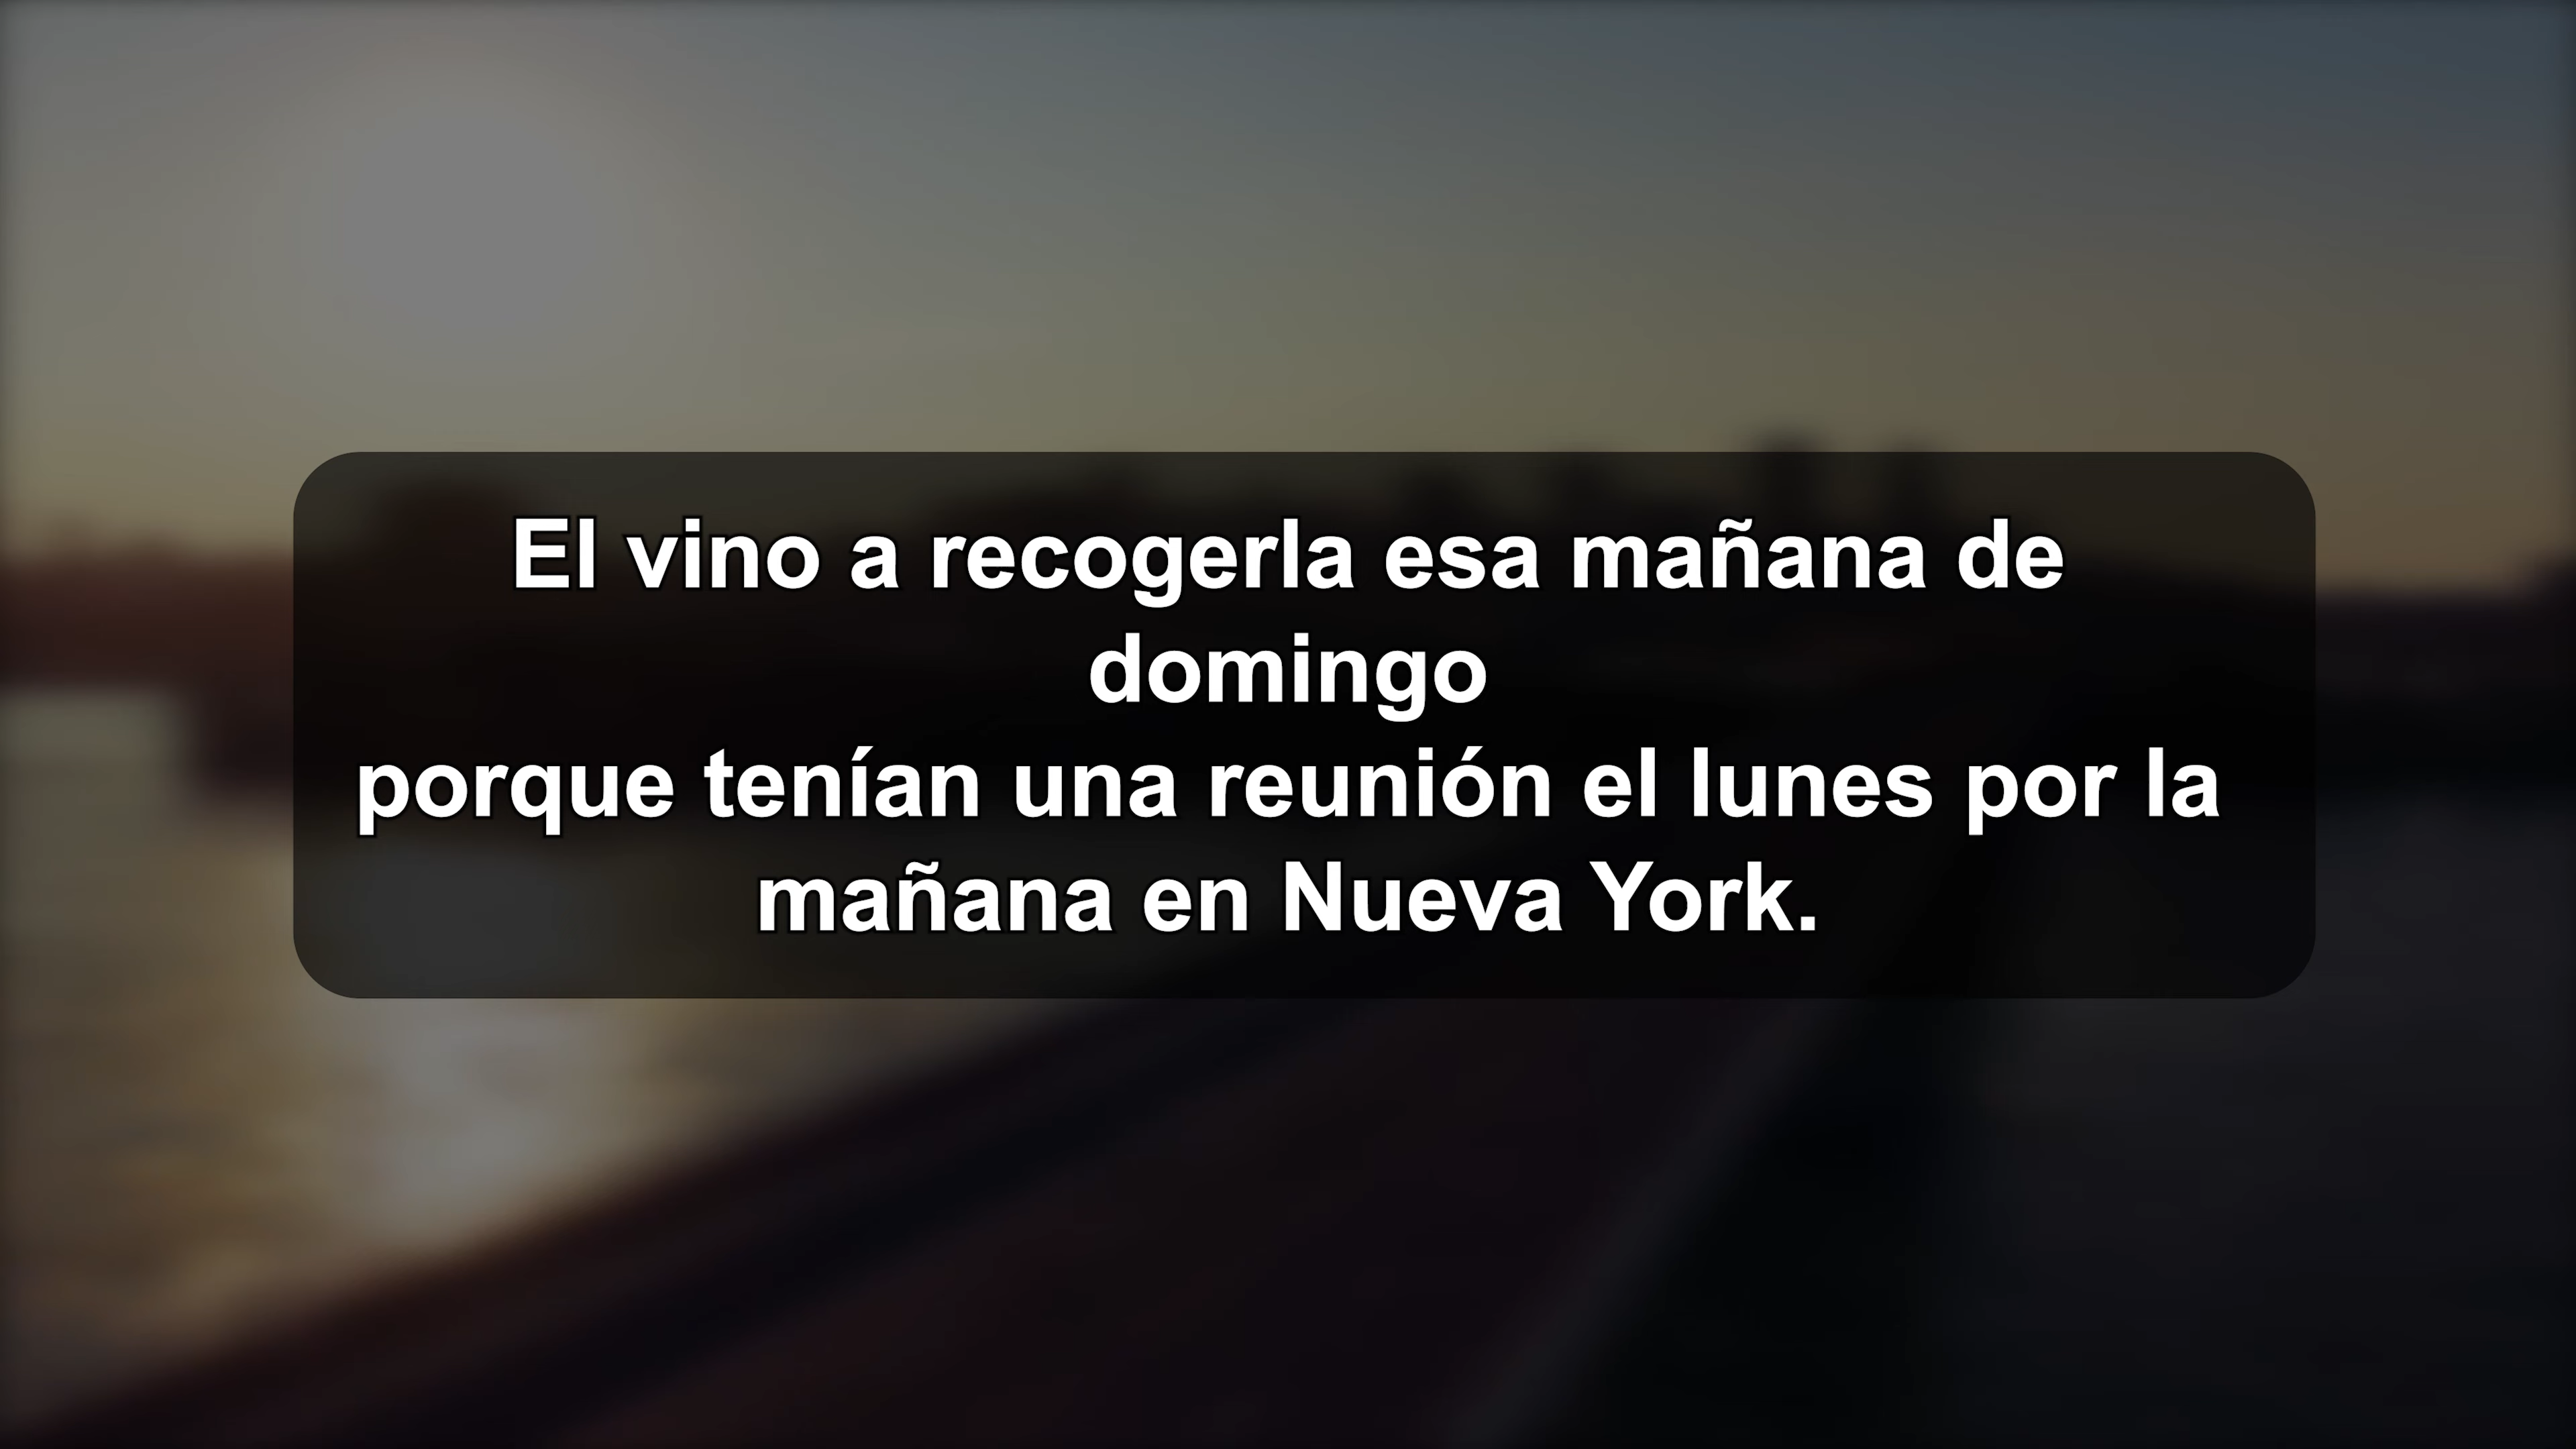 El vino a recogerla esa mañana de
domingo
porque tenían una reunión el lunes por la
mañana en Nueva York.